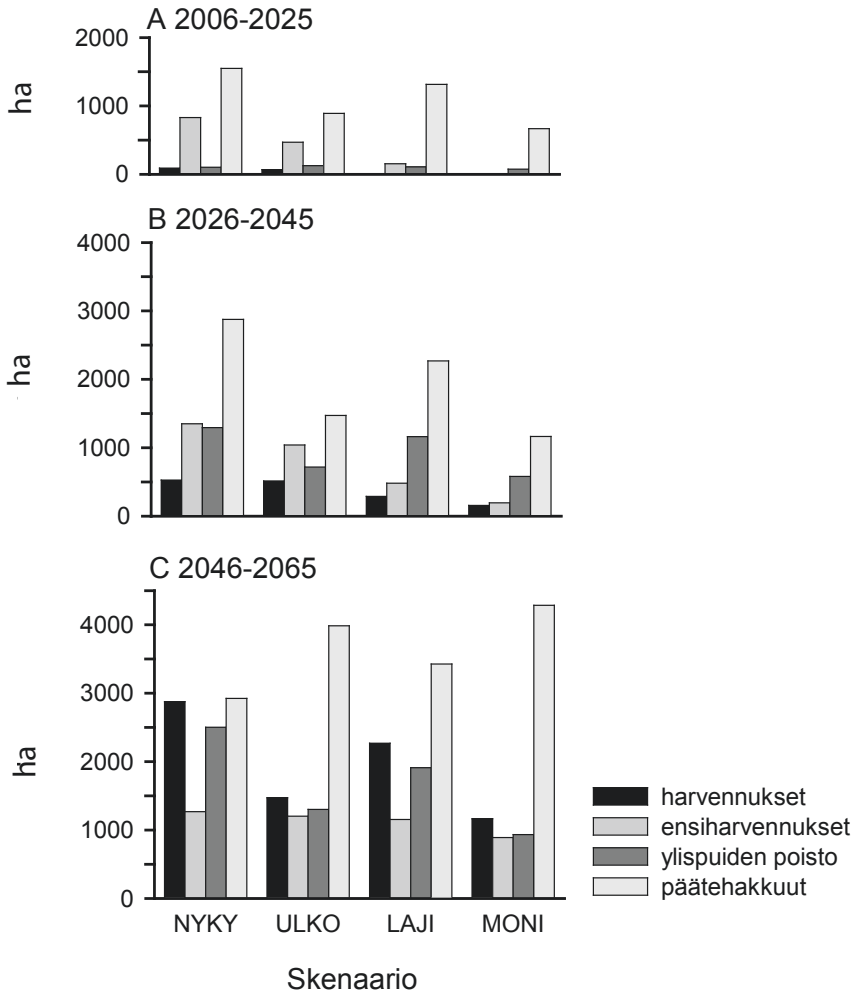 A 2006-2025
ha
2000
1000
0
B 2026-2045
ha
4000
3000
2000
1000
0
C 2046-2065
ha
4000
3000
2000
1000
0
NYKY ULKO LAJI MONI
Skenaario
harvennukset
ensiharvennukset
ylispuiden poisto
päätehakkuut